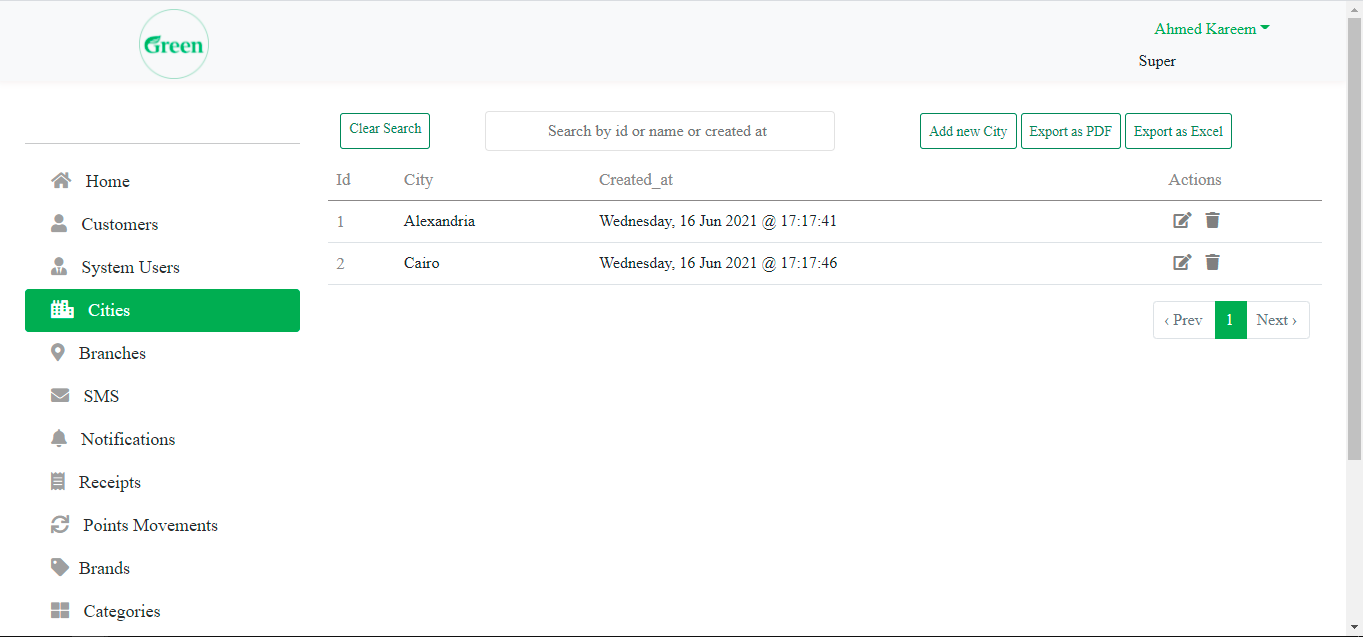 Green
Ahmed Kareem
Super
Clear Search
Search by id or name or created at
Add new City
Export as PDF
Export as Excel
Home
Customers
System Users
Cities
Branches
SMS
Notifications
Receipts
Points Movements
Brands
Categories
Id City Created_at Actions
1 Alexandria Wednesday, 16 Jun 2021 @ 17:17:41
2 Cairo Wednesday, 16 Jun 2021 @ 17:17:46
‹ Prev 1 Next ›